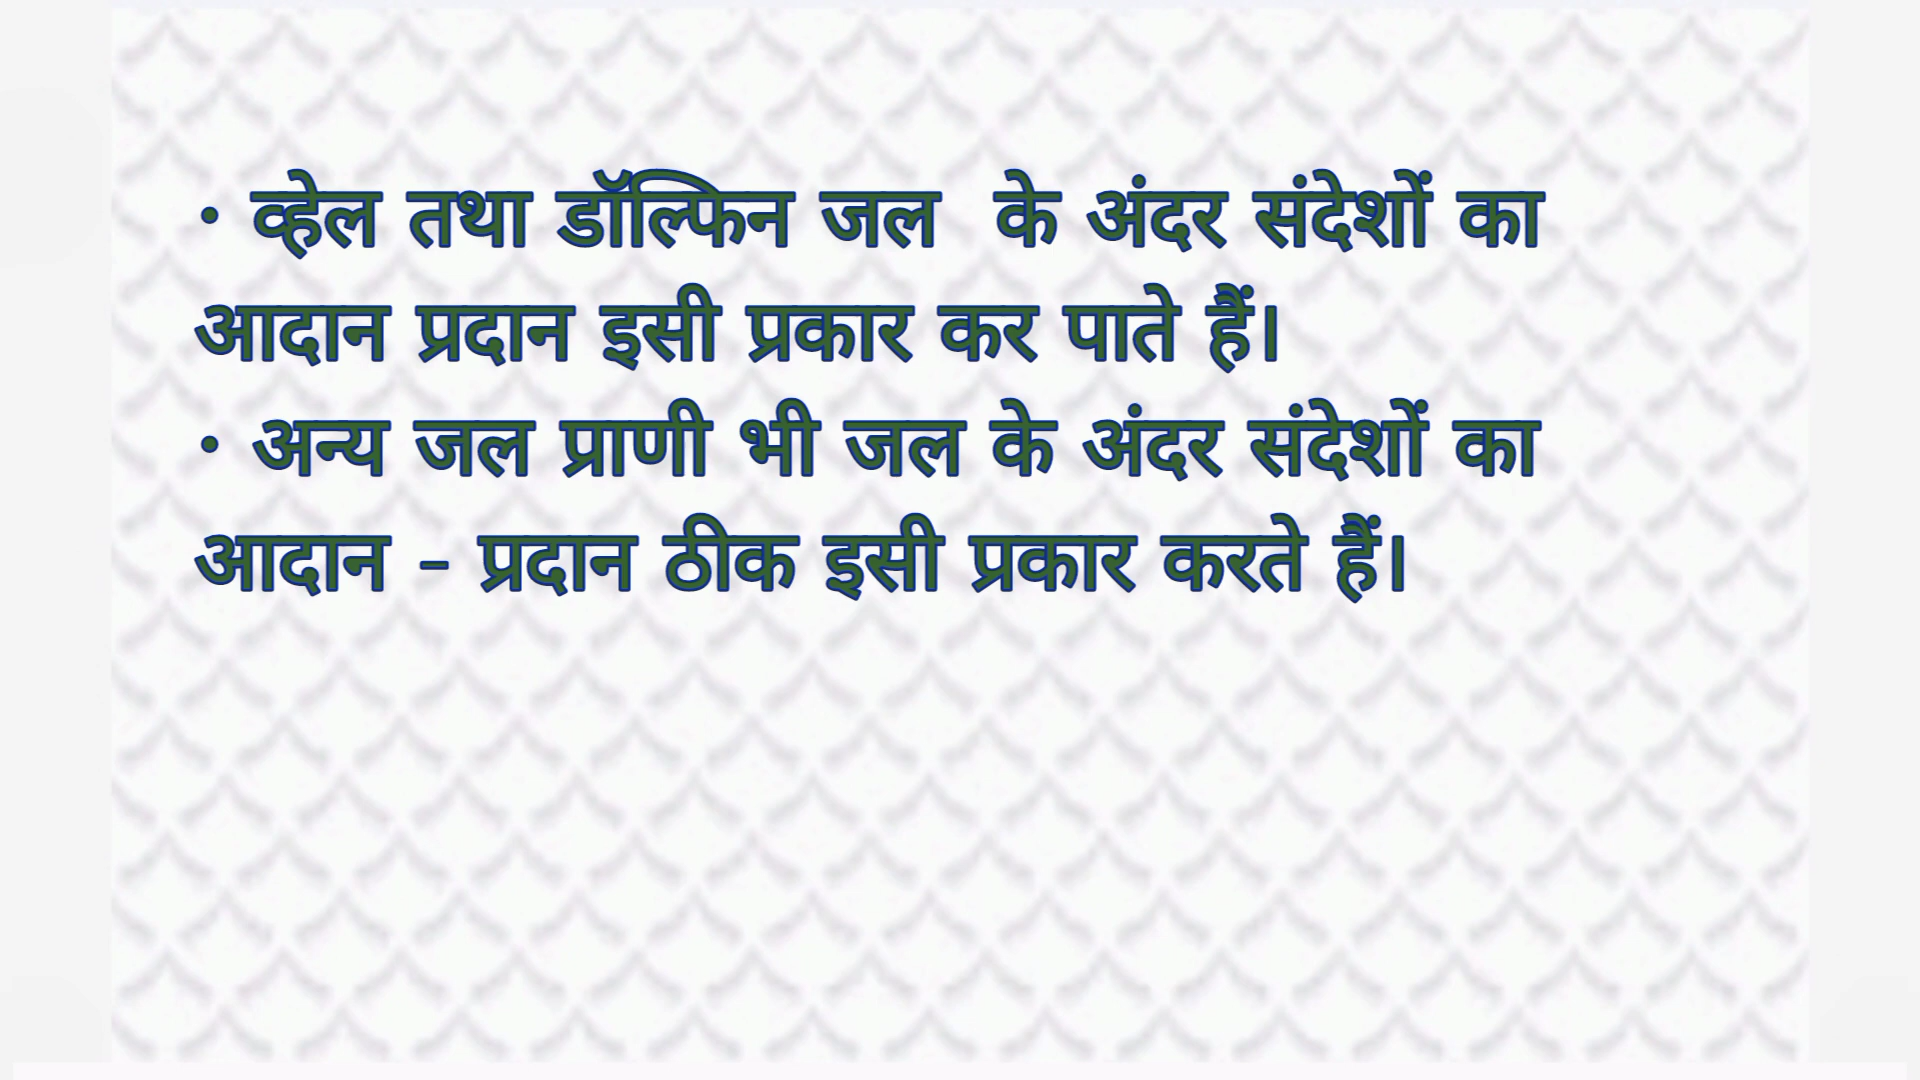 · व्हेल तथा डॉल्फिन जल के अंदर संदेशों का
आदान प्रदान इसी प्रकार कर पाते हैं।
· अन्य जल प्राणी भी जल के अंदर संदेशों का
आदान - प्रदान ठीक इसी प्रकार करते हैं।